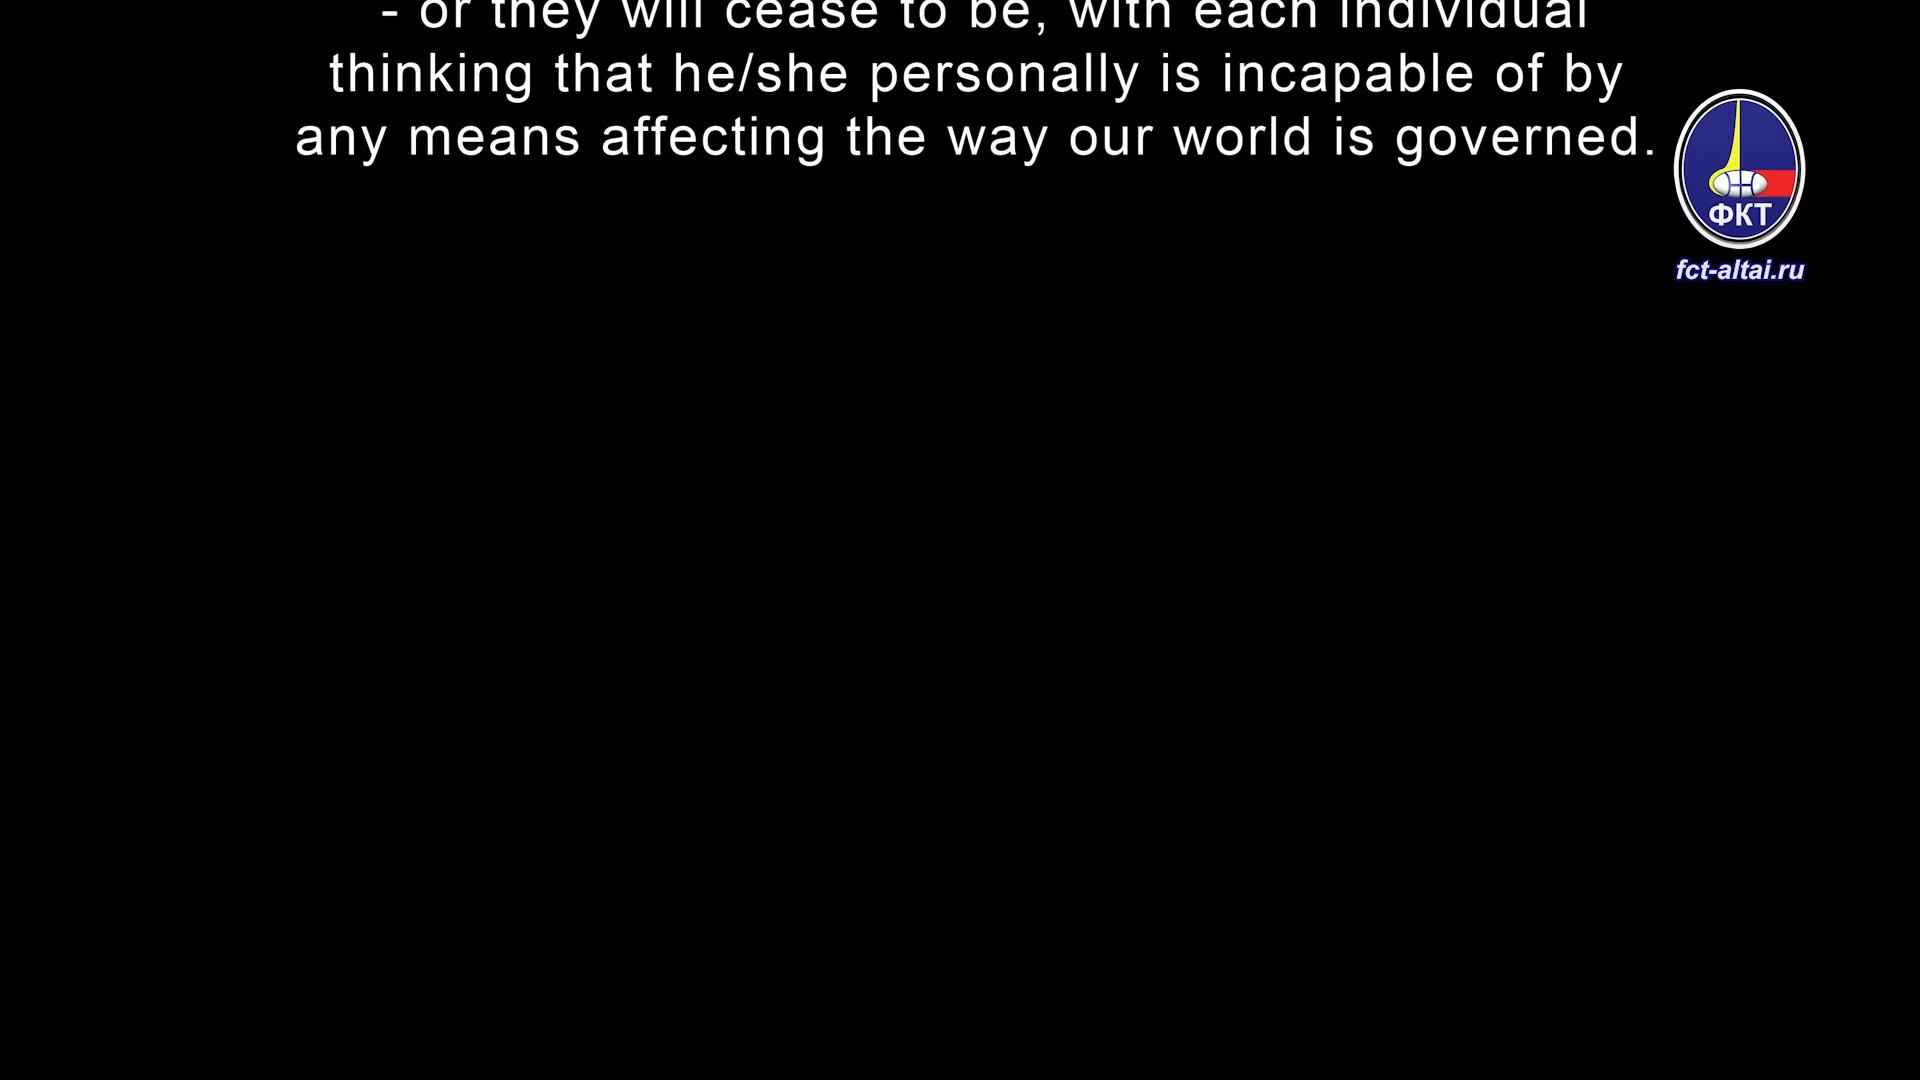 - or they will cease to be, with each individual
thinking that he/she personally is incapable of by
any means affecting the way our world is governed.
ФКТ
fct-altai.ru